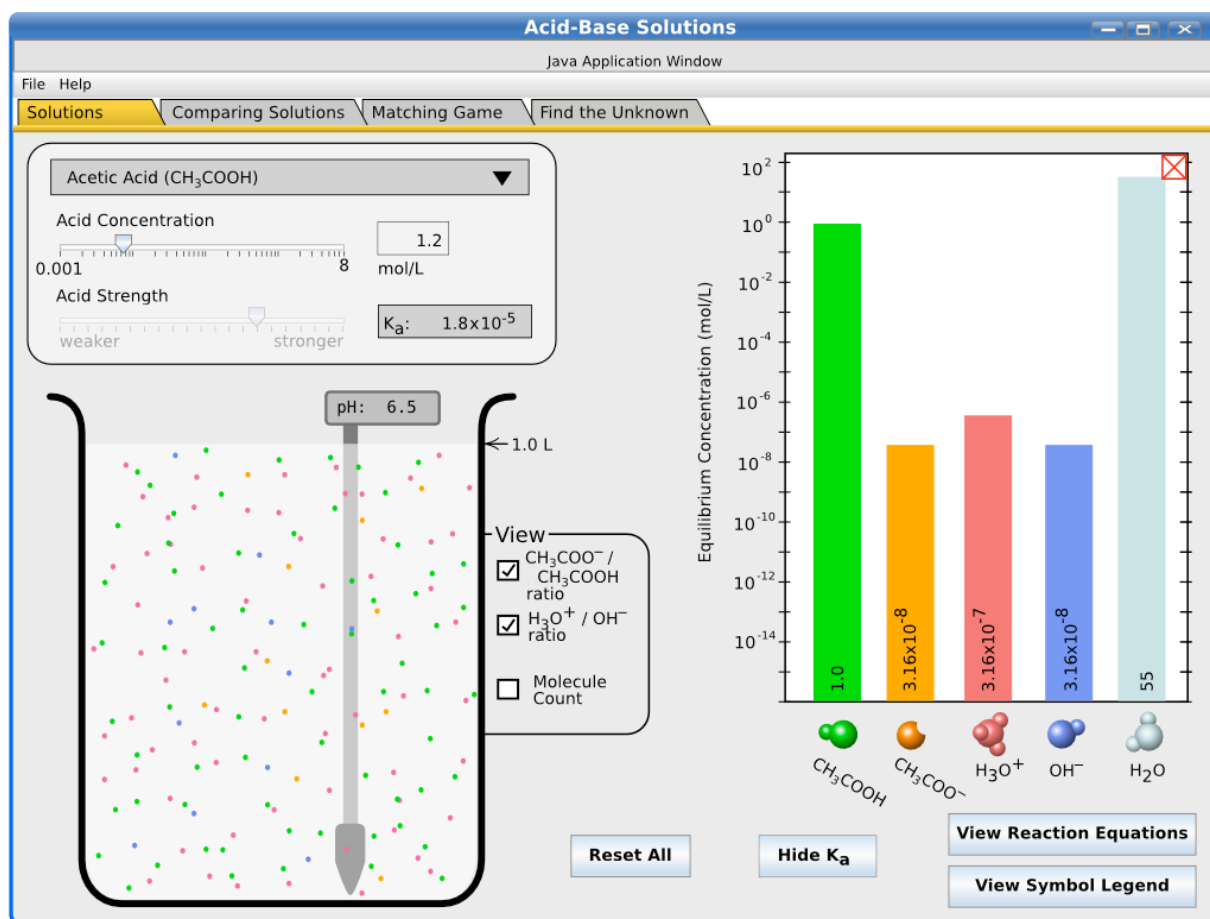 Acid-Base Solutions
Java Application Window
File Help
Solutions Comparing Solutions Matching Game Find the Unknown
Acetic Acid (CH₃COOH)
Acid Concentration
1.2
0.001 8 mol/L
Acid Strength
Kₐ: 1.8x10⁻⁵
weaker stronger
pH: 6.5
1.0 L
View
CH₃COO⁻ /
CH₃COOH
ratio
H₃O⁺ / OH⁻
ratio
Molecule
Count
Equilibrium Concentration (mol/L)
10²
10⁰
10⁻²
10⁻⁴
10⁻⁶
10⁻⁸
10⁻¹⁰
10⁻¹²
10⁻¹⁴
1.0
3.16x10⁻⁸
3.16x10⁻⁷
3.16x10⁻⁸
55
CH₃COOH
CH₃COO⁻
H₃O⁺
OH⁻
H₂O
Reset All
Hide Kₐ
View Reaction Equations
View Symbol Legend